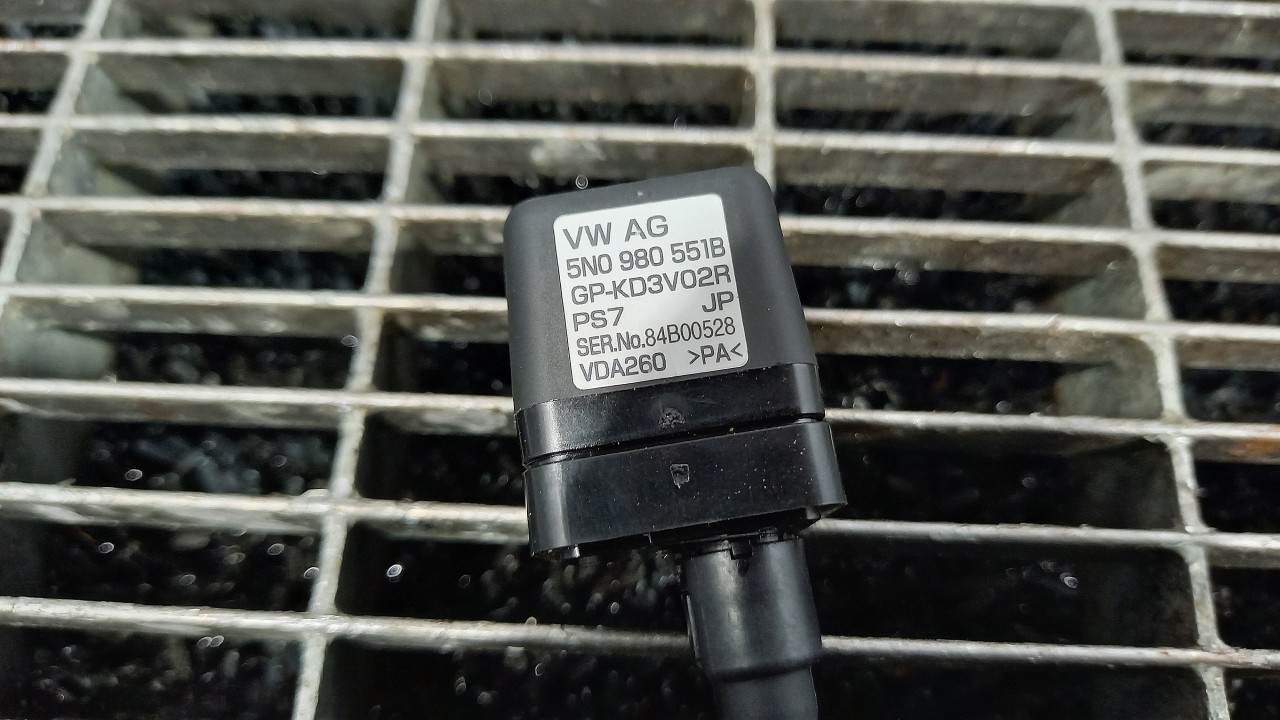 VW AG
5N0 980 551B
GP-KD3V02R
PS7 JP
SER.No.84B00528
VDA260 >PA<